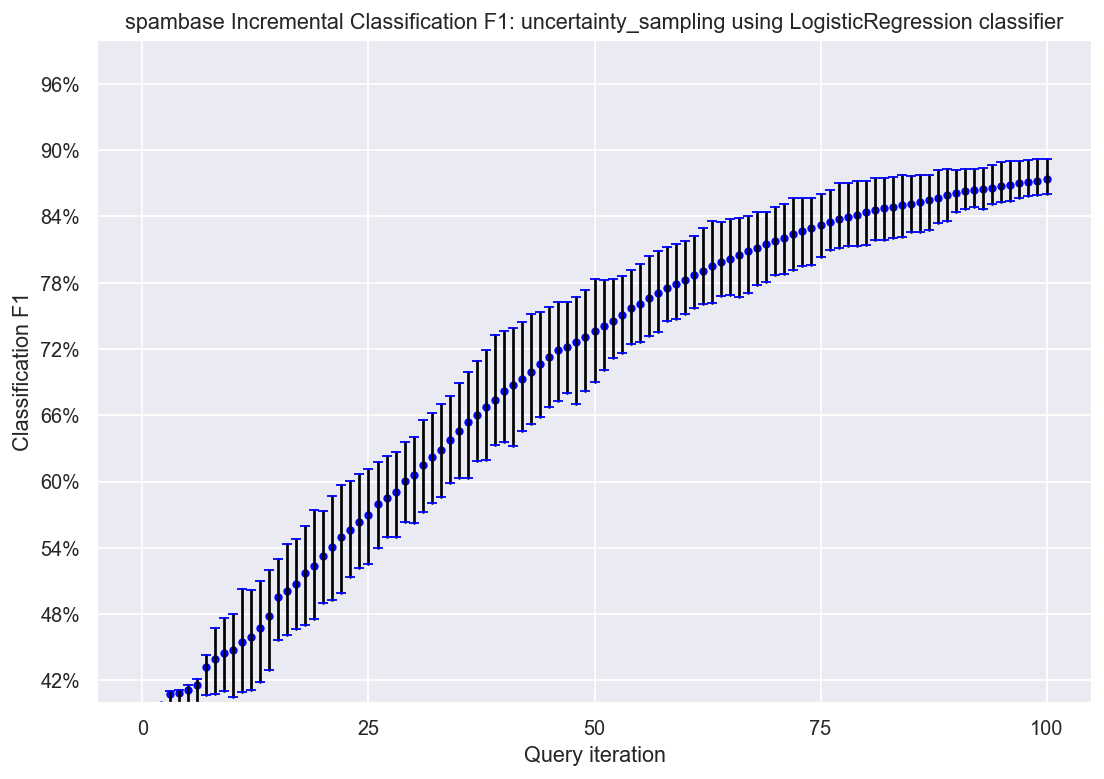 spambase Incremental Classification F1: uncertainty_sampling using LogisticRegression classifier
96%
90%
84%
78%
72%
66%
60%
54%
48%
42%
Classification F1
0 25 50 75 100
Query iteration